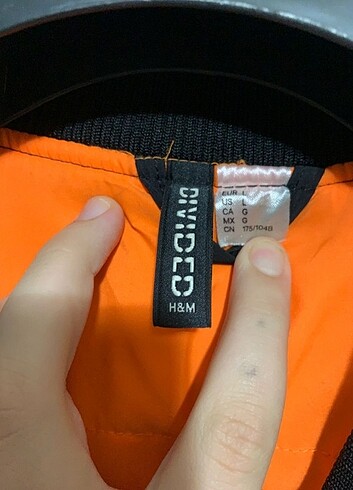 DIVIDED
H&M
EUR L
US L
CA G
MX G
CN 175/104B